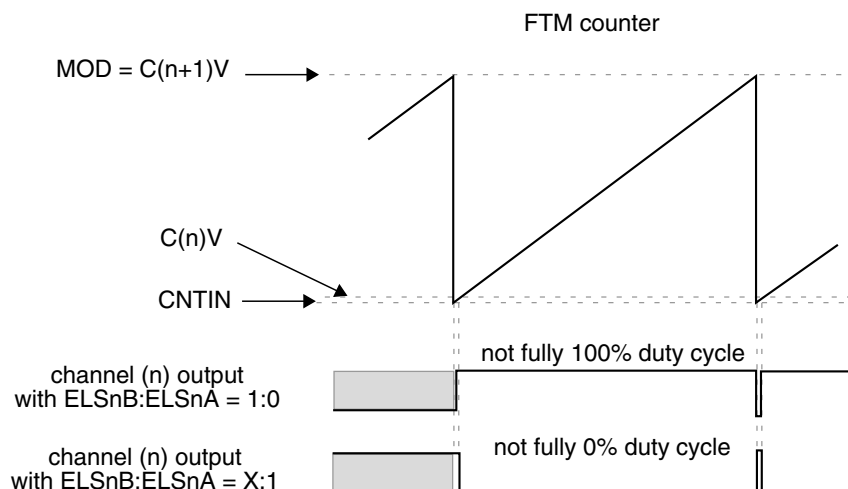 FTM counter
MOD = C(n+1)V
C(n)V
CNTIN
not fully 100% duty cycle
channel (n) output
with ELSnB:ELSnA = 1:0
not fully 0% duty cycle
channel (n) output
with ELSnB:ELSnA = X:1